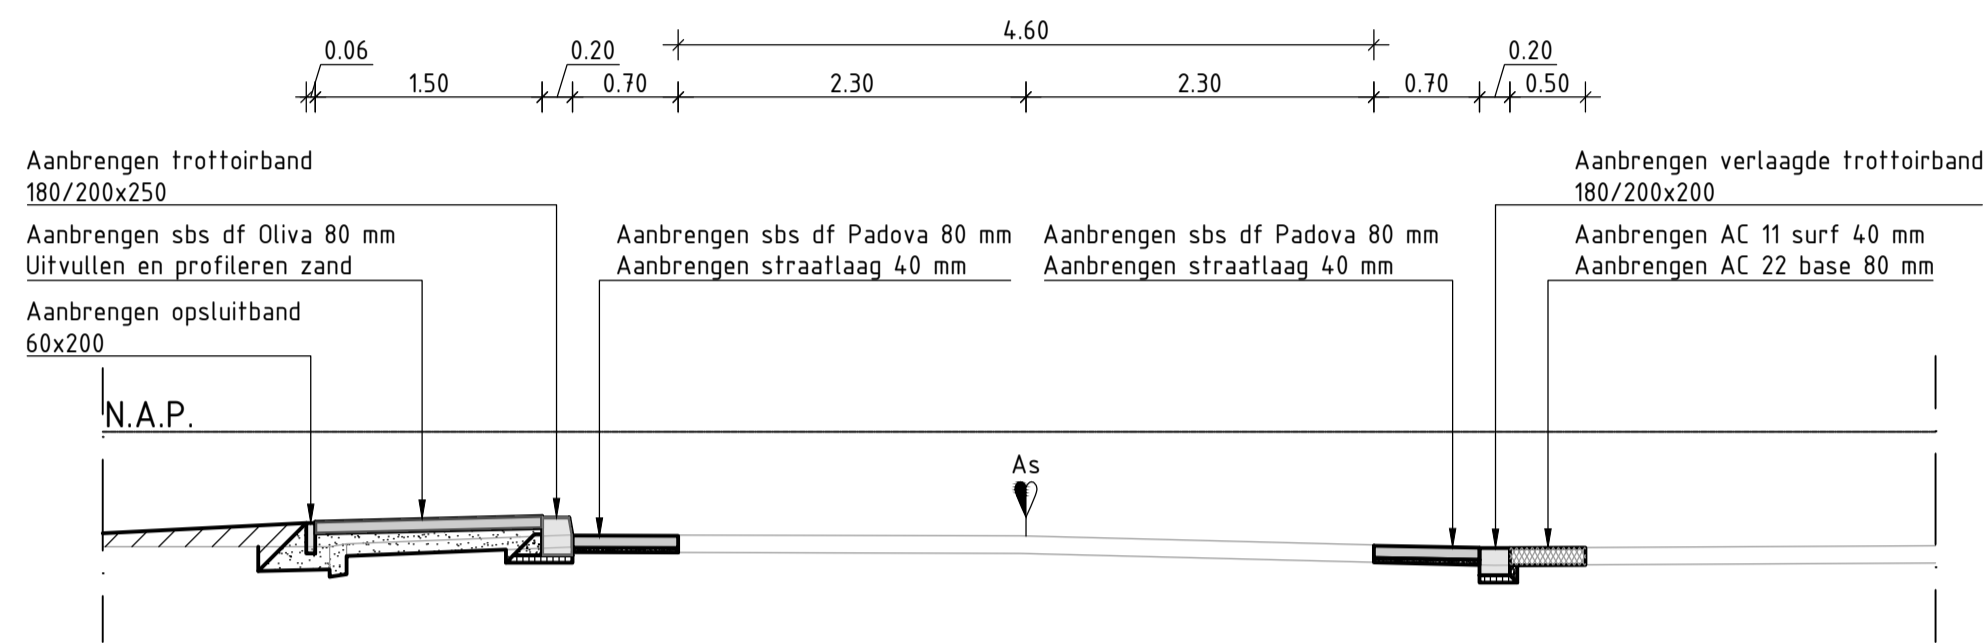 4.60
0.06
0.20
0.20
1.50
0.70
2.30
2.30
0.70
0.50
Aanbrengen trottoirband
180/200x250
Aanbrengen verlaagde trottoirband
180/200x200
Aanbrengen sbs df Oliva 80 mm
Uitvullen en profileren zand
Aanbrengen sbs df Padova 80 mm
Aanbrengen straatlaag 40 mm
Aanbrengen sbs df Padova 80 mm
Aanbrengen straatlaag 40 mm
Aanbrengen AC 11 surf 40 mm
Aanbrengen AC 22 base 80 mm
Aanbrengen opsluitband
60x200
N.A.P.
As